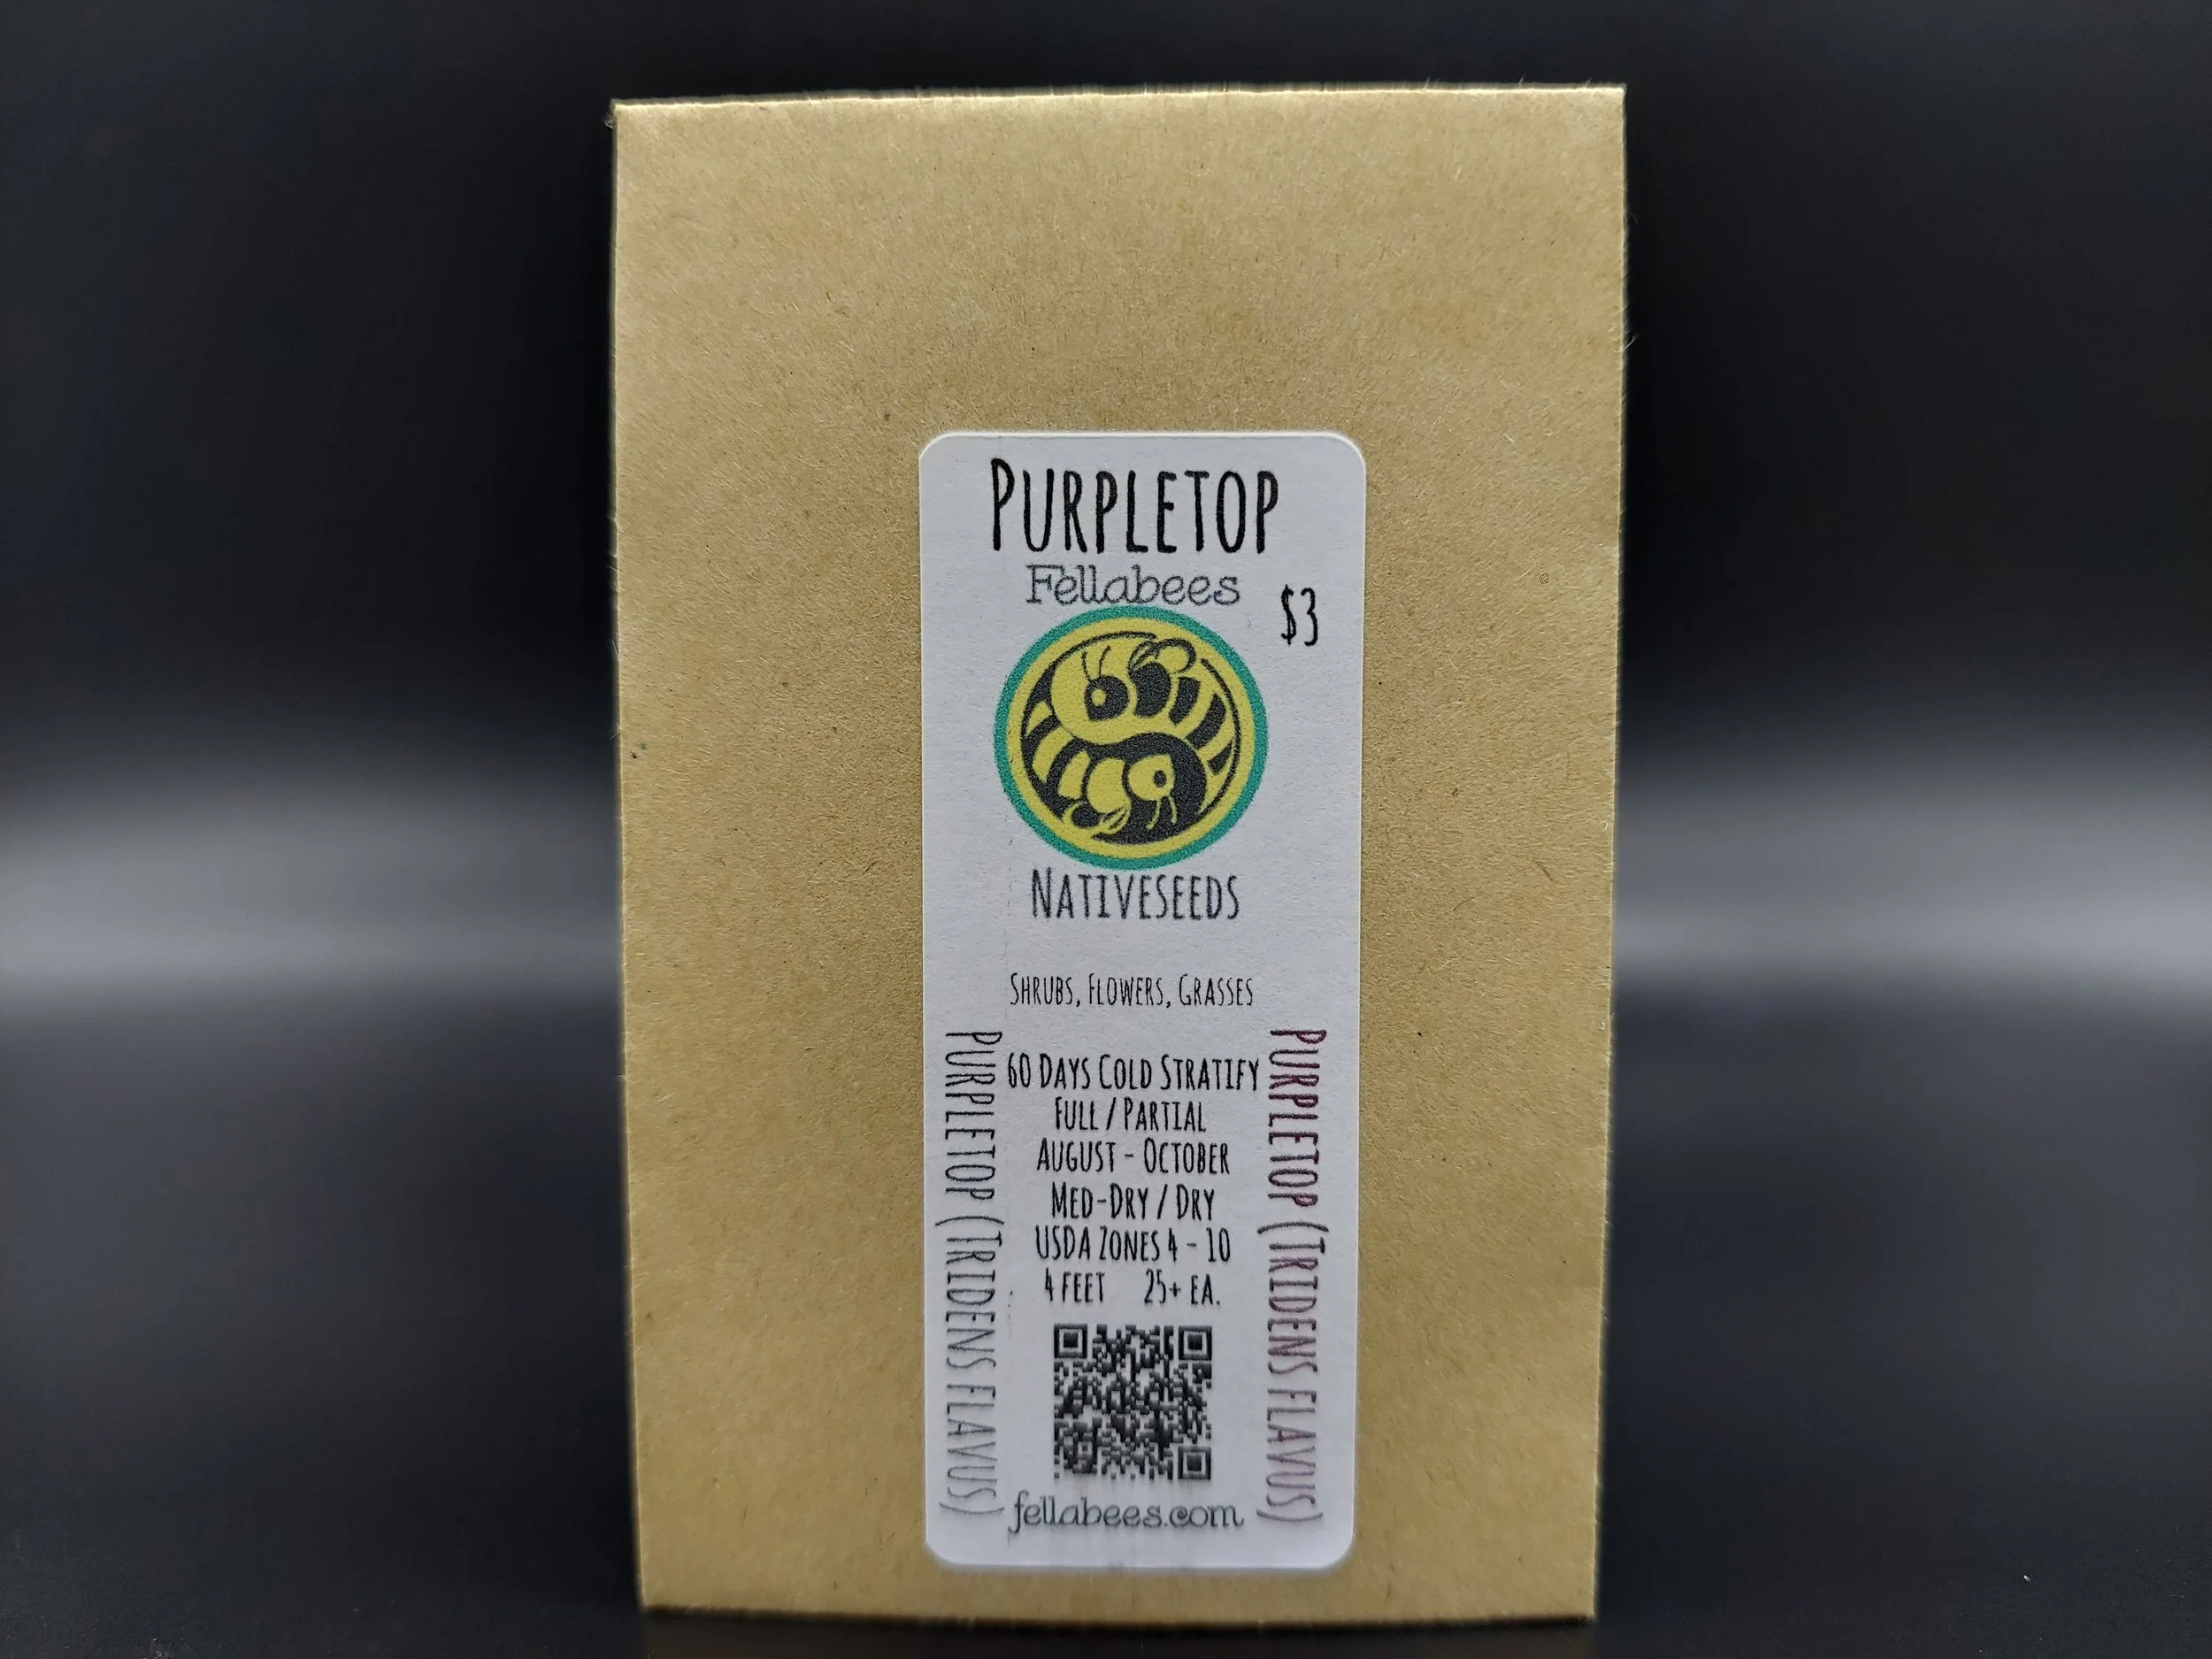 PURPLETOP
Fellabees
$3
NATIVESEEDS
SHRUBS, FLOWERS, GRASSES
PURPLETOP (TRIDENS FLAVUS)
60 DAYS COLD STRATIFY
FULL / PARTIAL
AUGUST - OCTOBER
MED-DRY / DRY
USDA ZONES 4 - 10
4 FEET 25+ EA.
PURPLETOP (TRIDENS FLAVUS)
fellabees.com